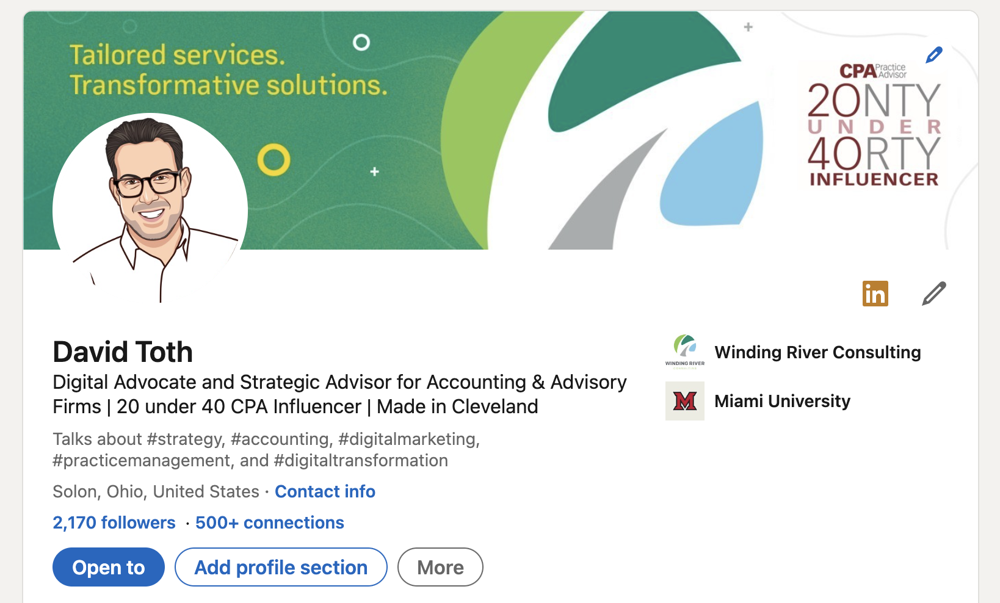 Tailored services.
Transformative solutions.
CPA Practice Advisor
20NTY
UNDER
40RTY
INFLUENCER
in
David Toth
Digital Advocate and Strategic Advisor for Accounting & Advisory
Firms | 20 under 40 CPA Influencer | Made in Cleveland
Talks about #strategy, #accounting, #digitalmarketing,
#practicemanagement, and #digitaltransformation
Solon, Ohio, United States · Contact info
2,170 followers · 500+ connections
Open to
Add profile section
More
WINDING RIVER
CONSULTING
Winding River Consulting
M
Miami University